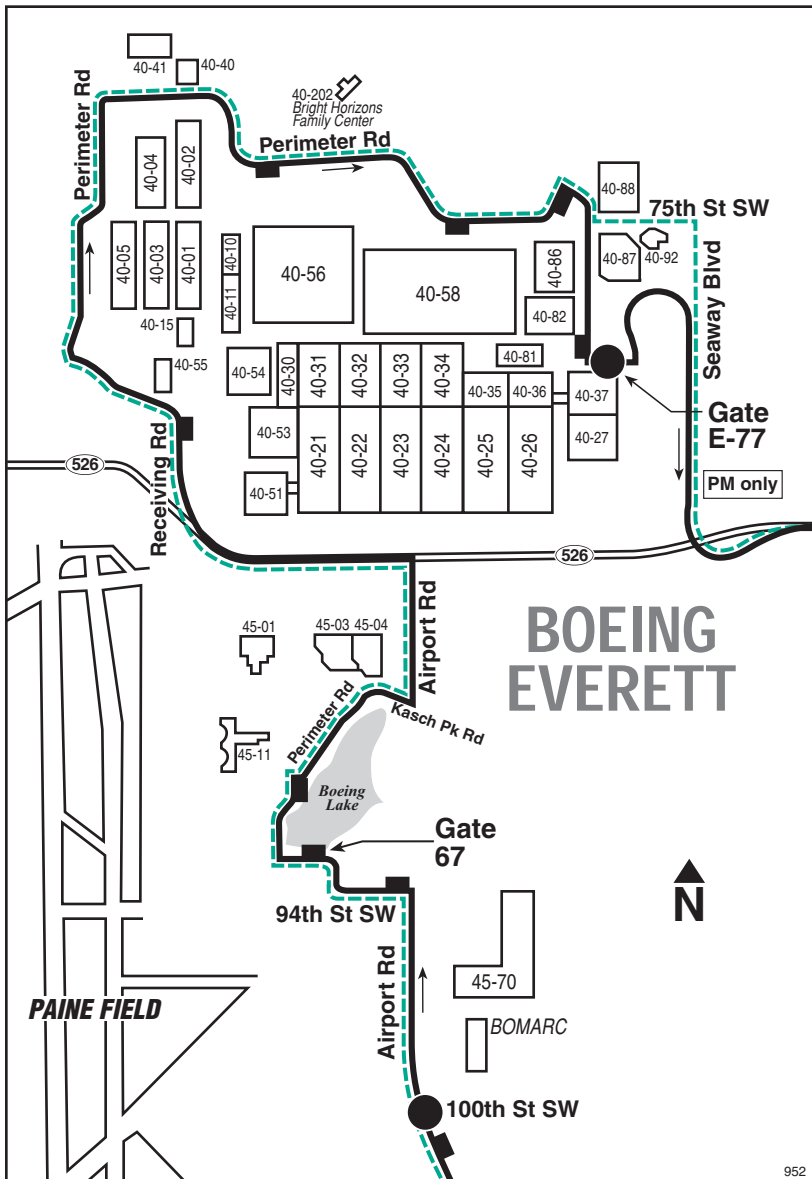 40-41
40-40
40-202
Bright Horizons
Family Center
Perimeter Rd
Perimeter Rd
40-04
40-02
40-88
75th St SW
40-05
40-03
40-01
40-10
40-11
40-56
40-58
40-86
40-87
40-92
40-82
40-15
40-55
40-54
40-30
40-31
40-32
40-33
40-34
40-81
40-35
40-36
40-37
Seaway Blvd
Gate
E-77
40-53
40-21
40-22
40-23
40-24
40-25
40-26
40-27
40-51
PM only
526
Receiving Rd
526
45-01
45-03
45-04
Airport Rd
BOEING
EVERETT
Perimeter Rd
Kasch Pk Rd
45-11
Boeing
Lake
Gate
67
N
94th St SW
Airport Rd
45-70
PAINE FIELD
BOMARC
100th St SW
952